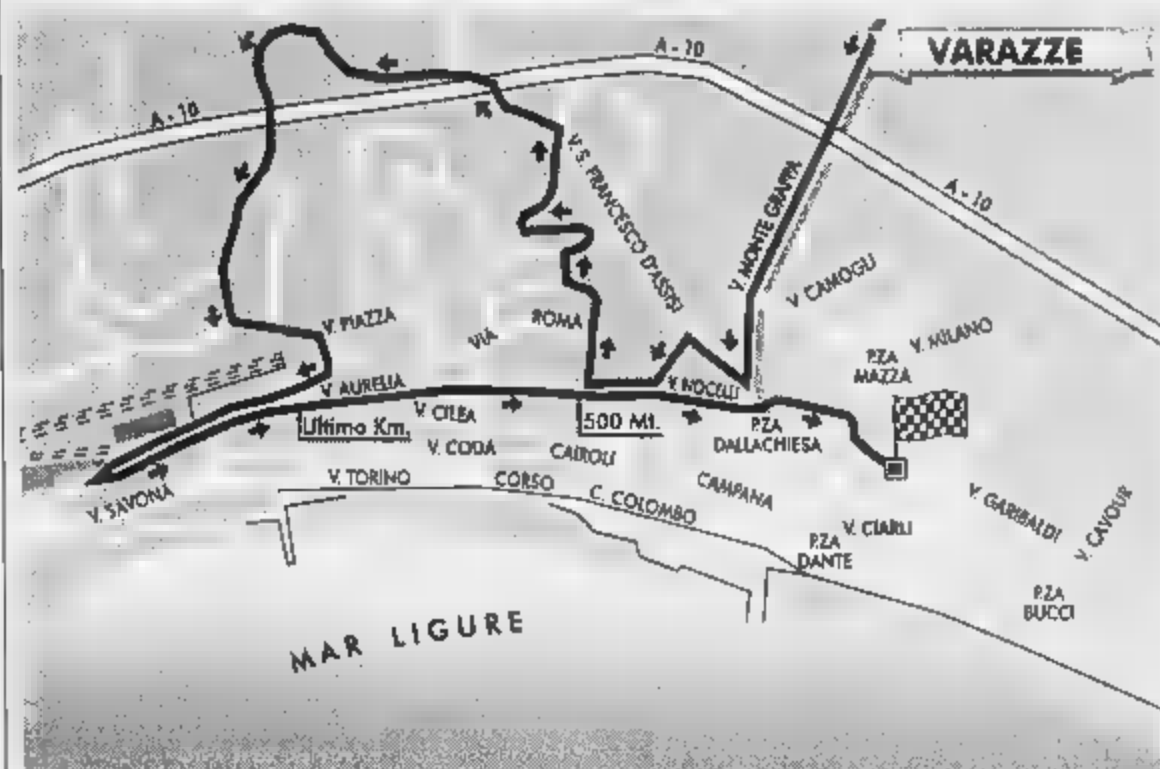 A - 10
VARAZZE
A - 10
V. S. FRANCESCO D'ASSISI
V. MONTE GRAPPA
A - 10
V. CAMOGLI
V. PIAZZA
VIA ROMA
V. MILANO
P.ZA
MAZZA
V. AURELIA
V. NOCELLI
Ultimo Km.
V. CILEA
500 Mt.
P.ZA
DALLACHIESA
V. CODA
CAIROLI
V. SAVONA
V. TORINO
CORSO
C. COLOMBO
CAMPANA
V. GARIBALDI
V. CAVOUR
V. CIARLI
P.ZA
DANTE
P.ZA
BUCCI
MAR LIGURE